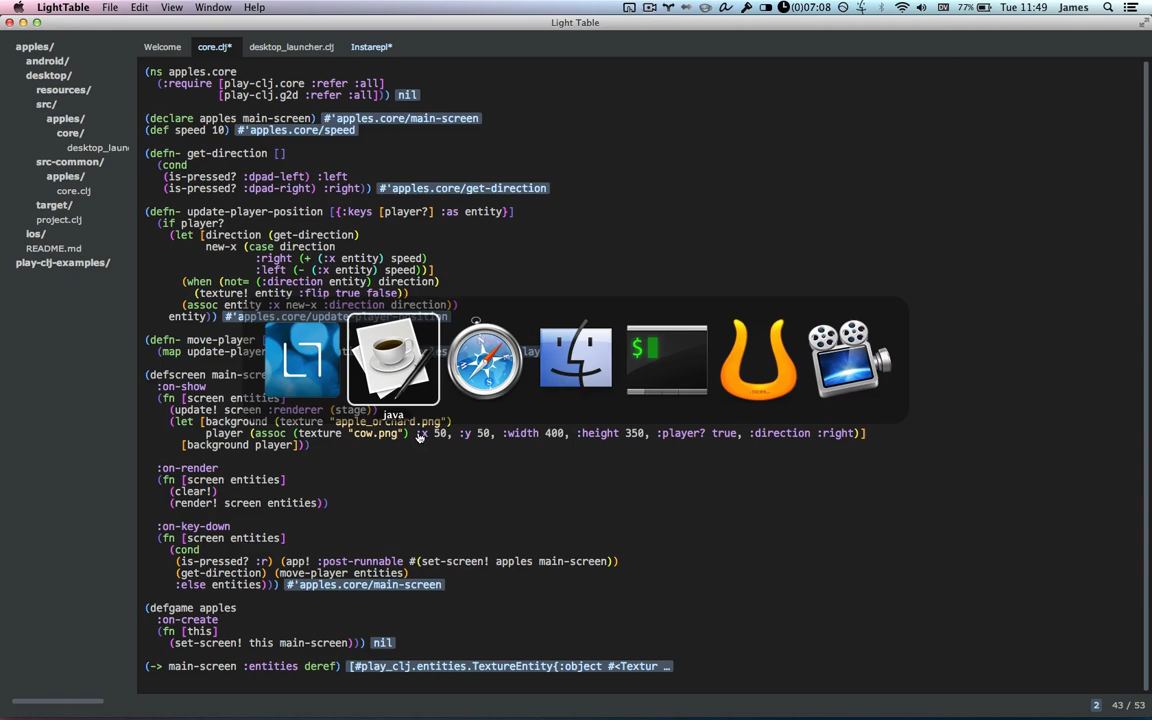 LightTable File Edit View Window Help (0)07:08 77% Tue 11:49 James
Light Table
apples/
android/
desktop/
resources/
src/
apples/
core/
desktop_laun
src-common/
apples/
core.clj
target/
project.clj
ios/
README.md
play-clj-examples/
Welcome core.clj* desktop_launcher.clj Instarepl*
(ns apples.core
(:require [play-clj.core :refer :all]
[play-clj.g2d :refer :all])) nil
(declare apples main-screen) #'apples.core/main-screen
(def speed 10) #'apples.core/speed
(defn- get-direction []
(cond
(is-pressed? :dpad-left) :left
(is-pressed? :dpad-right) :right)) #'apples.core/get-direction
(defn- update-player-position [{:keys [player?] :as entity}]
(if player?
(let [direction (get-direction)
new-x (case direction
:right (+ (:x entity) speed)
:left (- (:x entity) speed))]
(when (not= (:direction entity) direction)
(texture! entity :flip true false))
(assoc entity :x new-x :direction direction))
entity)) #'apples.core/update-player-position
(defn- move-player [
(map update-player
(defscreen main-scre
:on-show
(fn [screen entities]
(update! screen :renderer (stage))
(let [background (texture "apple_orchard.png")
player (assoc (texture "cow.png") :x 50, :y 50, :width 400, :height 350, :player? true, :direction :right)]
[background player]))
:on-render
(fn [screen entities]
(clear!)
(render! screen entities))
:on-key-down
(fn [screen entities]
(cond
(is-pressed? :r) (app! :post-runnable #(set-screen! apples main-screen))
(get-direction) (move-player entities)
:else entities))) #'apples.core/main-screen
(defgame apples
:on-create
(fn [this]
(set-screen! this main-screen))) nil
(-> main-screen :entities deref) [#play_clj.entities.TextureEntity{:object #<Textur …
$
java
2 43 / 53